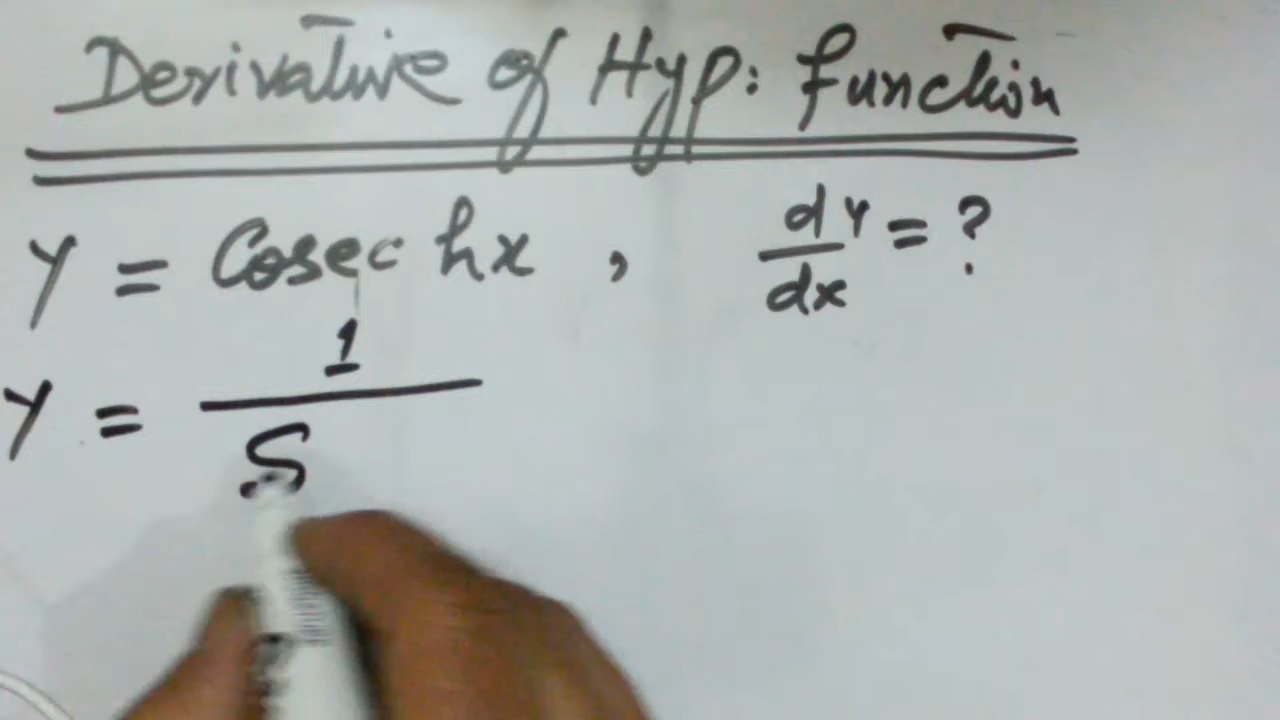 Derivative of Hyp: function
Y = Cosec hx , dY/dx = ?
Y = 1/S